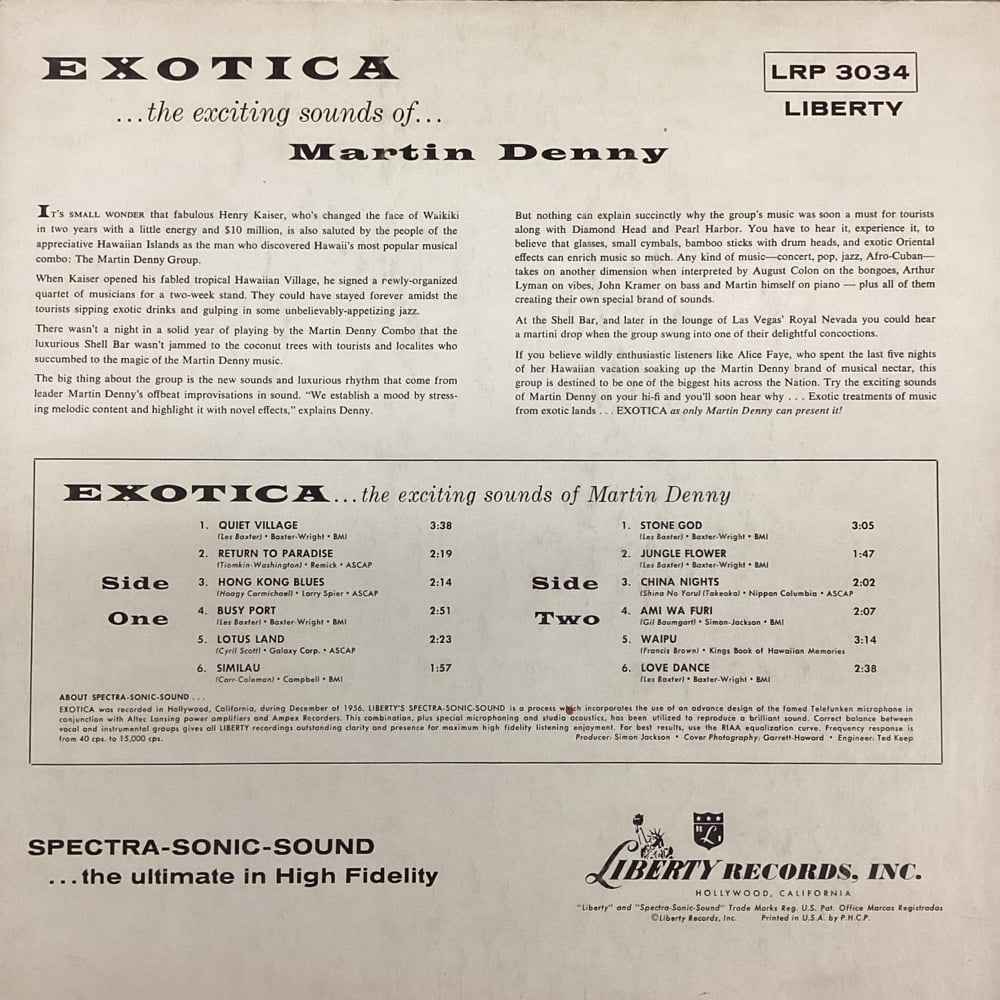 EXOTICA
...the exciting sounds of...
Martin Denny
LRP 3034
LIBERTY
IT'S SMALL WONDER that fabulous Henry Kaiser, who's changed the face of Waikiki
in two years with a little energy and $10 million, is also saluted by the people of the
appreciative Hawaiian Islands as the man who discovered Hawaii's most popular musical
combo: The Martin Denny Group.
When Kaiser opened his fabled tropical Hawaiian Village, he signed a newly-organized
quartet of musicians for a two-week stand. They could have stayed forever amidst the
tourists sipping exotic drinks and gulping in some unbelievably-appetizing jazz.
There wasn't a night in a solid year of playing by the Martin Denny Combo that the
luxurious Shell Bar wasn't jammed to the coconut trees with tourists and localites who
succumbed to the magic of the Martin Denny music.
The big thing about the group is the new sounds and luxurious rhythm that come from
leader Martin Denny's offbeat improvisations in sound. "We establish a mood by stress-
ing melodic content and highlight it with novel effects," explains Denny.
But nothing can explain succinctly why the group's music was soon a must for tourists
along with Diamond Head and Pearl Harbor. You have to hear it, experience it, to
believe that glasses, small cymbals, bamboo sticks with drum heads, and exotic Oriental
effects can enrich music so much. Any kind of music—concert, pop, jazz, Afro-Cuban—
takes on another dimension when interpreted by August Colon on the bongoes, Arthur
Lyman on vibes, John Kramer on bass and Martin himself on piano — plus all of them
creating their own special brand of sounds.
At the Shell Bar, and later in the lounge of Las Vegas' Royal Nevada you could hear
a martini drop when the group swung into one of their delightful concoctions.
If you believe wildly enthusiastic listeners like Alice Faye, who spent the last five nights
of her Hawaiian vacation soaking up the Martin Denny brand of musical nectar, this
group is destined to be one of the biggest hits across the Nation. Try the exciting sounds
of Martin Denny on your hi-fi and you'll soon hear why . . . Exotic treatments of music
from exotic lands . . . EXOTICA as only Martin Denny can present it!
EXOTICA...the exciting sounds of Martin Denny
Side One
1. QUIET VILLAGE 3:38
(Les Baxter) • Baxter-Wright • BMI
2. RETURN TO PARADISE 2:19
(Tiomkin-Washington) • Remick • ASCAP
3. HONG KONG BLUES 2:14
(Hoagy Carmichael) • Larry Spier • ASCAP
4. BUSY PORT 2:51
(Les Baxter) • Baxter-Wright • BMI
5. LOTUS LAND 2:23
(Cyril Scott) • Galaxy Corp. • ASCAP
6. SIMILAU 1:57
(Carr-Coleman) • Campbell • BMI
Side Two
1. STONE GOD 3:05
(Les Baxter) • Baxter-Wright • BMI
2. JUNGLE FLOWER 1:47
(Les Baxter) • Baxter-Wright • BMI
3. CHINA NIGHTS 2:02
(Shina No Yoru) (Takeoka) • Nippon Columbia • ASCAP
4. AMI WA FURI 2:07
(Gil Baumgart) • Simon-Jackson • BMI
5. WAIPU 3:14
(Francis Brown) • Kings Book of Hawaiian Memories
6. LOVE DANCE 2:38
(Les Baxter) • Baxter-Wright • BMI
ABOUT SPECTRA-SONIC-SOUND . . .
EXOTICA was recorded in Hollywood, California, during December of 1956. LIBERTY'S SPECTRA-SONIC-SOUND is a process which incorporates the use of an advance design of the famed Telefunken microphone in
conjunction with Altec Lansing power amplifiers and Ampex Recorders. This combination, plus special microphoning and studio acoustics, has been utilized to reproduce a brilliant sound. Correct balance between
vocal and instrumental groups gives all LIBERTY recordings outstanding clarity and presence for maximum high fidelity listening enjoyment. For best results, use the RIAA equalization curve. Frequency response is
from 40 cps. to 15,000 cps.
Producer: Simon Jackson • Cover Photography: Garrett-Howard • Engineer: Ted Keep
SPECTRA-SONIC-SOUND
...the ultimate in High Fidelity
"L"
LIBERTY RECORDS, INC.
HOLLYWOOD, CALIFORNIA
"Liberty" and "Spectra-Sonic-Sound" Trade Marks Reg. U.S. Pat. Office Marcas Registradas
©Liberty Records, Inc. Printed in U.S.A. by P.H.C.P.